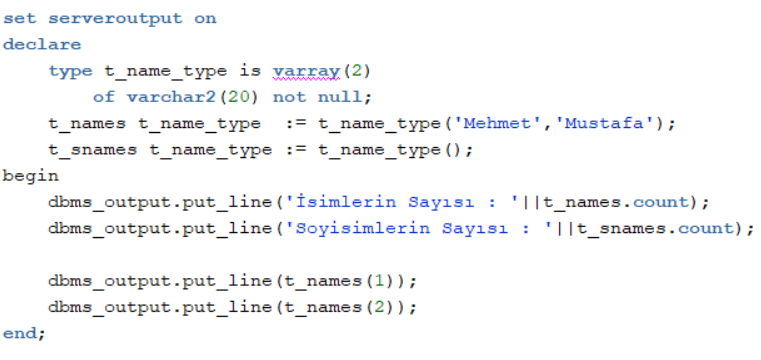 set serveroutput on
declare
    type t_name_type is varray(2)
        of varchar2(20) not null;
    t_names t_name_type  := t_name_type('Mehmet','Mustafa');
    t_snames t_name_type := t_name_type();
begin
    dbms_output.put_line('İsimlerin Sayısı : '||t_names.count);
    dbms_output.put_line('Soyisimlerin Sayısı : '||t_snames.count);

    dbms_output.put_line(t_names(1));
    dbms_output.put_line(t_names(2));
end;